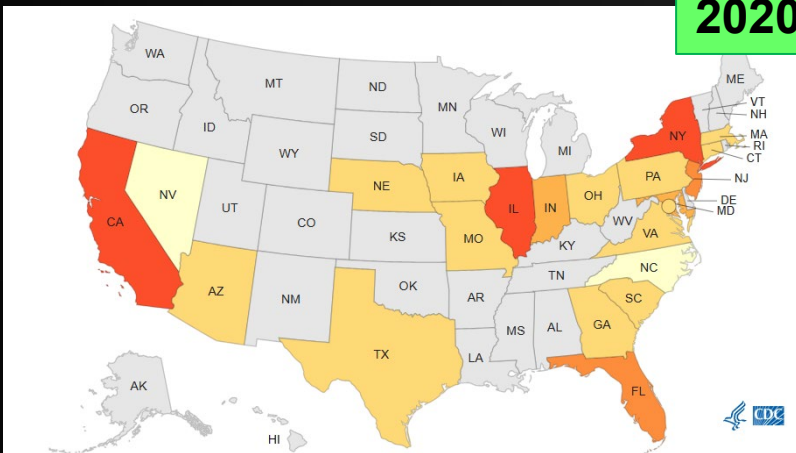 2020
WA
MT
ND
MN
ME
VT
NH
OR
ID
SD
WI
MI
NY
MA
RI
CT
WY
NE
IA
PA
NJ
NV
UT
CO
IL
IN
OH
DE
MD
CA
KS
MO
KY
WV
VA
AZ
NM
OK
AR
TN
NC
SC
TX
LA
MS
AL
GA
AK
HI
FL
CDC